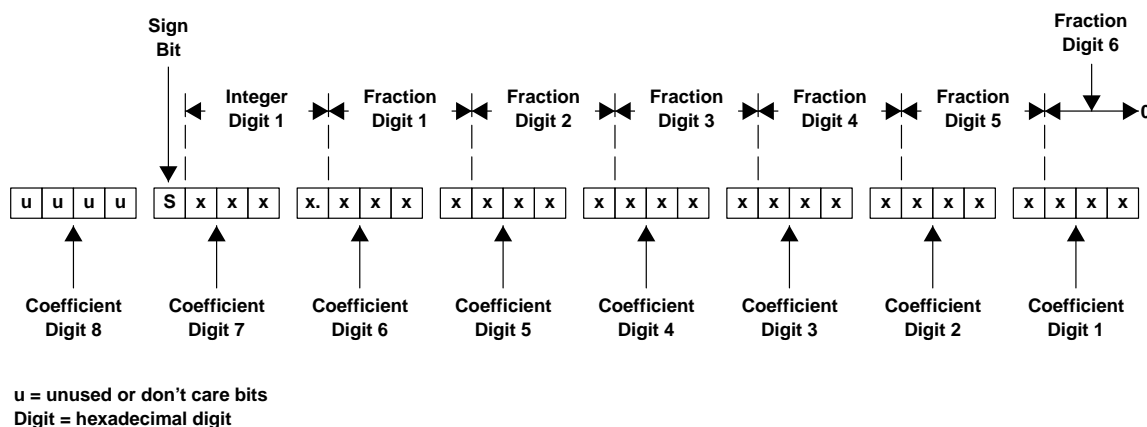 Sign
Bit
Fraction
Digit 6
Integer
Digit 1
Fraction
Digit 1
Fraction
Digit 2
Fraction
Digit 3
Fraction
Digit 4
Fraction
Digit 5
0
u u u u S x x x x. x x x x x x x x x x x x x x x x x x x x x x x
Coefficient
Digit 8
Coefficient
Digit 7
Coefficient
Digit 6
Coefficient
Digit 5
Coefficient
Digit 4
Coefficient
Digit 3
Coefficient
Digit 2
Coefficient
Digit 1
u = unused or don’t care bits
Digit = hexadecimal digit